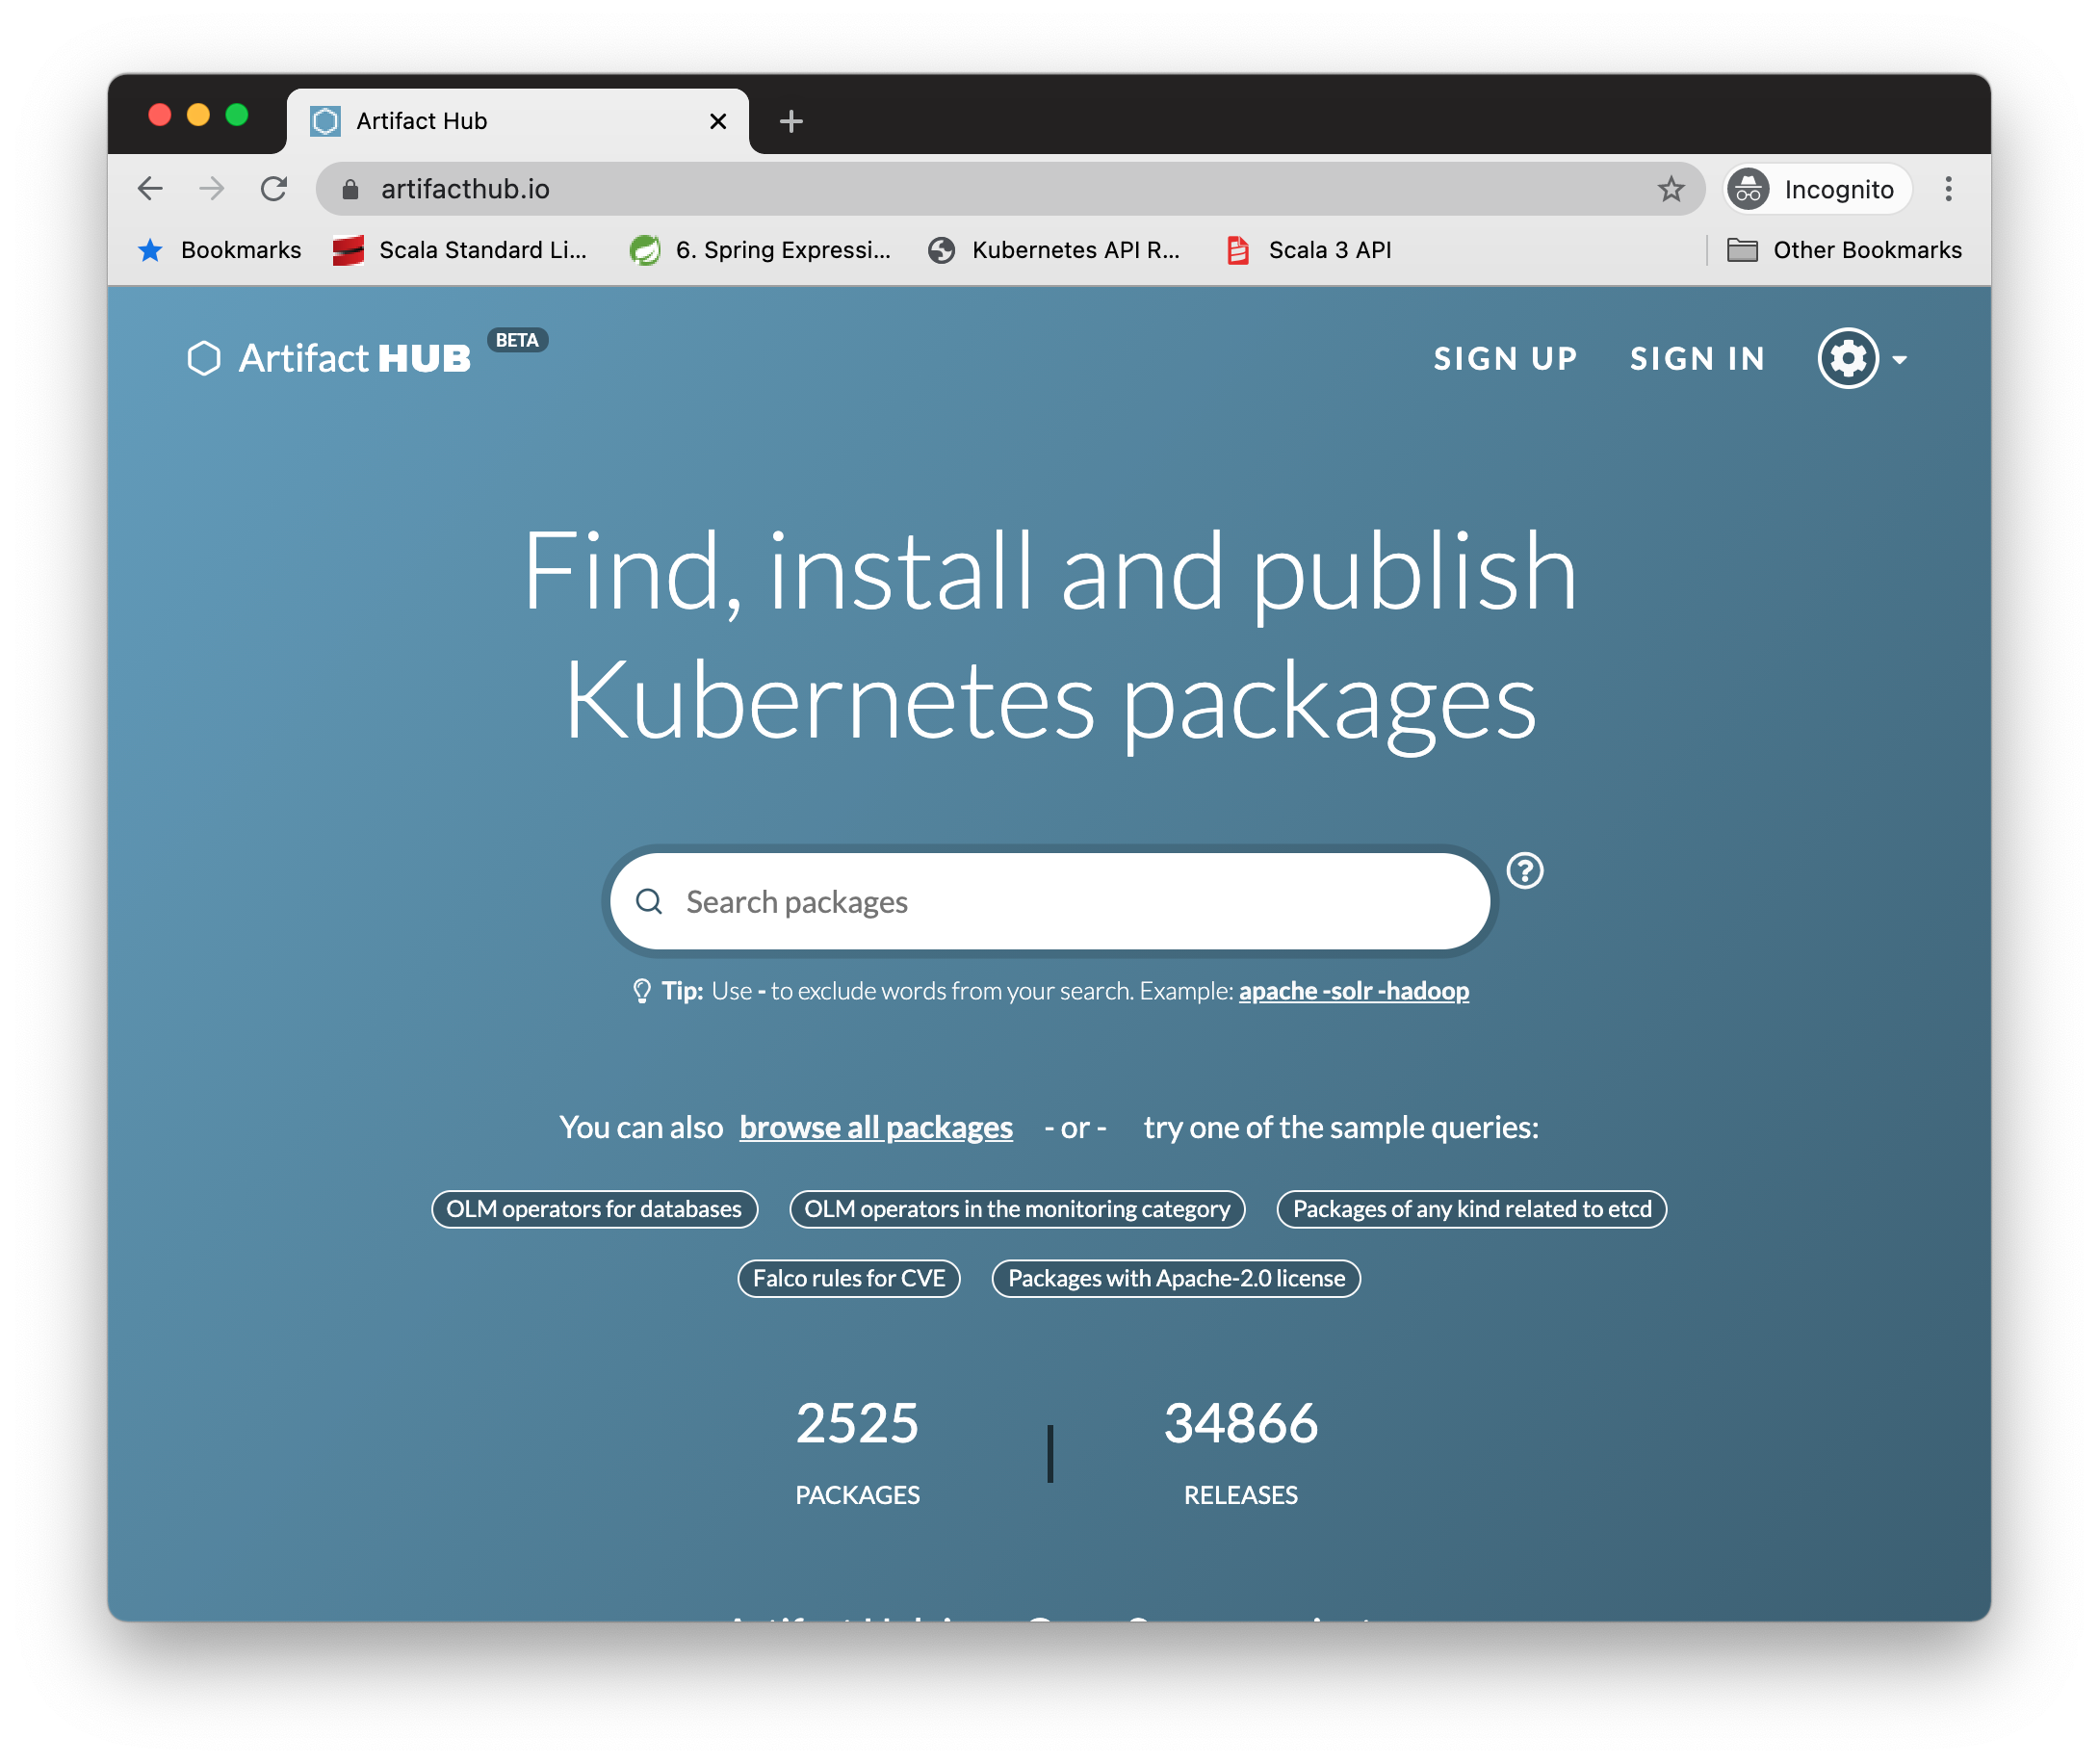 Artifact Hub
artifacthub.io
Incognito
Bookmarks
Scala Standard Li...
6. Spring Expressi...
Kubernetes API R...
Scala 3 API
Other Bookmarks
Artifact HUB BETA
SIGN UP
SIGN IN
Find, install and publish
Kubernetes packages
Search packages
Tip: Use - to exclude words from your search. Example: apache -solr -hadoop
You can also browse all packages - or - try one of the sample queries:
OLM operators for databases
OLM operators in the monitoring category
Packages of any kind related to etcd
Falco rules for CVE
Packages with Apache-2.0 license
2525
PACKAGES
34866
RELEASES